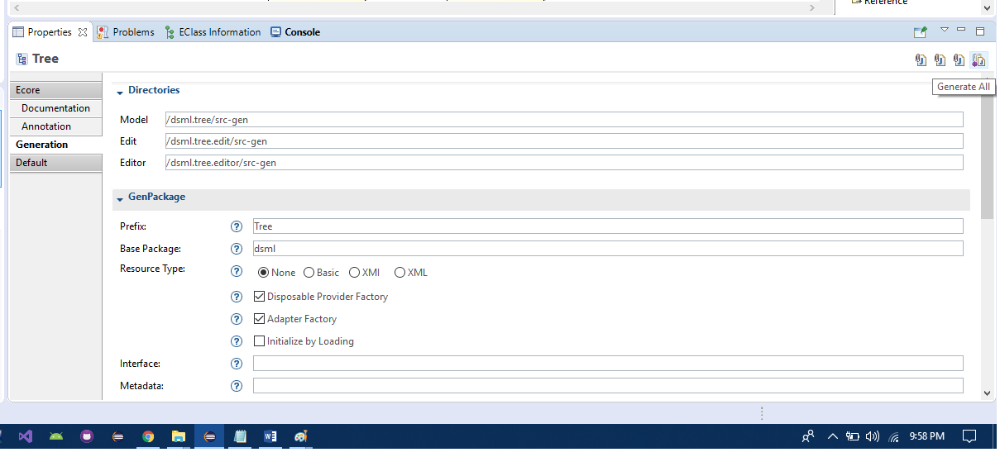 Reference
Properties
Problems
EClass Information
Console
Tree
Generate All
Ecore
Documentation
Annotation
Generation
Default
Directories
Model /dsml.tree/src-gen
Edit /dsml.tree.edit/src-gen
Editor /dsml.tree.editor/src-gen
GenPackage
Prefix: ? Tree
Base Package: ? dsml
Resource Type: ? None Basic XMI XML
? Disposable Provider Factory
? Adapter Factory
? Initialize by Loading
Interface: ?
Metadata: ?
9:58 PM